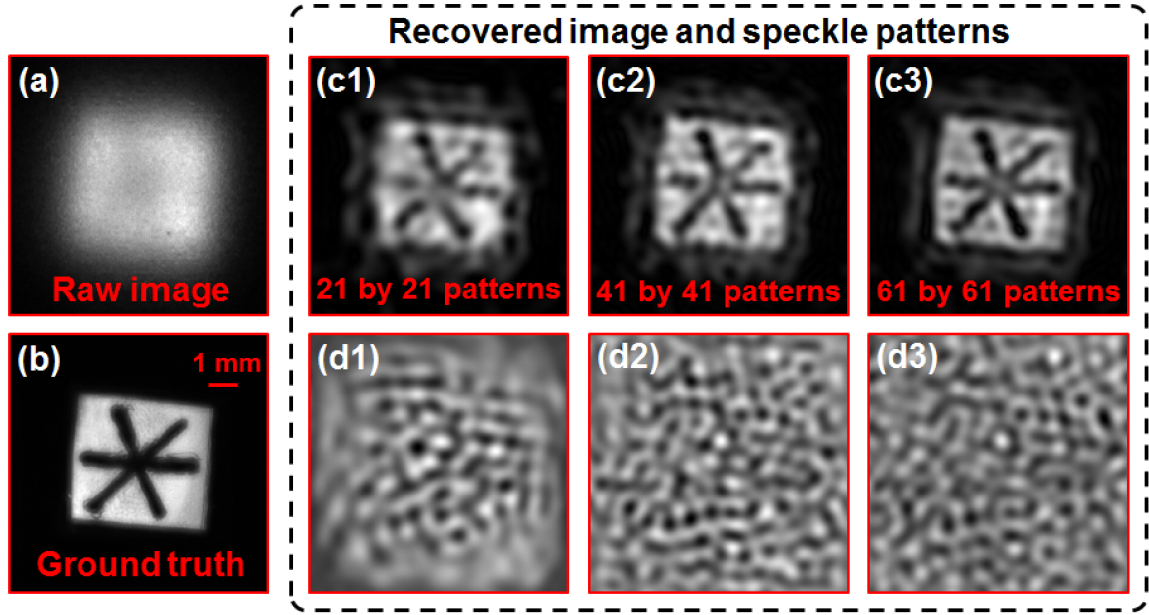 Recovered image and speckle patterns
(a)
Raw image
(c1)
21 by 21 patterns
(c2)
41 by 41 patterns
(c3)
61 by 61 patterns
(b)
1 mm
Ground truth
(d1)
(d2)
(d3)